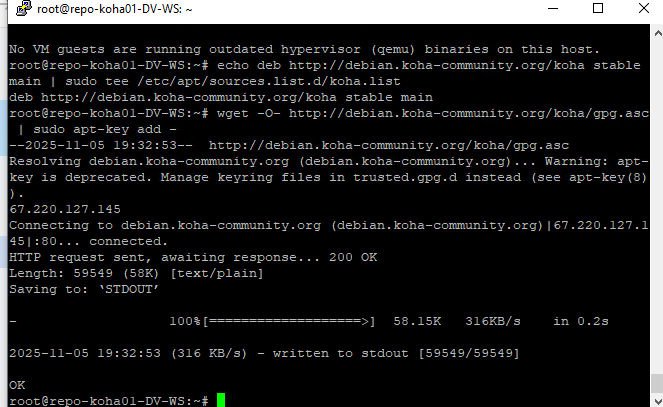 root@repo-koha01-DV-WS: ~
No VM guests are running outdated hypervisor (qemu) binaries on this host.
root@repo-koha01-DV-WS:~# echo deb http://debian.koha-community.org/koha stable
main | sudo tee /etc/apt/sources.list.d/koha.list
deb http://debian.koha-community.org/koha stable main
root@repo-koha01-DV-WS:~# wget -O- http://debian.koha-community.org/koha/gpg.asc
 | sudo apt-key add -
--2025-11-05 19:32:53--  http://debian.koha-community.org/koha/gpg.asc
Resolving debian.koha-community.org (debian.koha-community.org)... Warning: apt-
key is deprecated. Manage keyring files in trusted.gpg.d instead (see apt-key(8)
).
67.220.127.145
Connecting to debian.koha-community.org (debian.koha-community.org)|67.220.127.1
45|:80... connected.
HTTP request sent, awaiting response... 200 OK
Length: 59549 (58K) [text/plain]
Saving to: ‘STDOUT’
-                   100%[===================>]  58.15K   316KB/s    in 0.2s
2025-11-05 19:32:53 (316 KB/s) - written to stdout [59549/59549]
OK
root@repo-koha01-DV-WS:~#